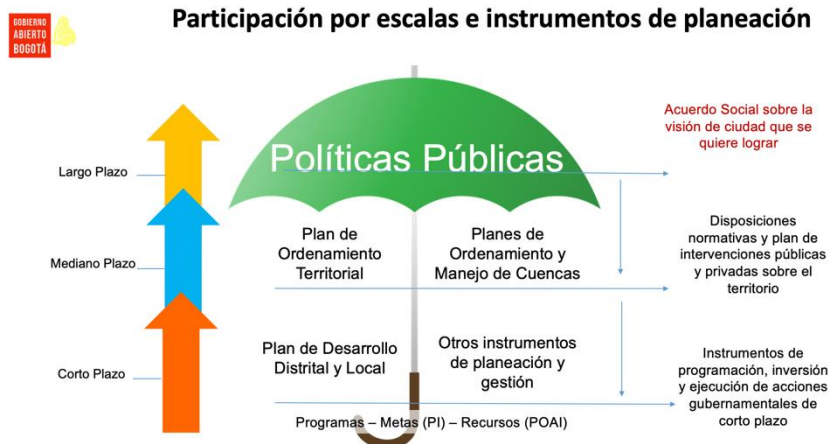 Participación por escalas e instrumentos de planeación
GOBIERNO
ABIERTO
BOGOTÁ
Políticas Públicas
Acuerdo Social sobre la
visión de ciudad que se
quiere lograr
Largo Plazo
Plan de
Ordenamiento
Territorial
Planes de
Ordenamiento y
Manejo de Cuencas
Disposiciones
normativas y plan de
intervenciones públicas
y privadas sobre el
territorio
Mediano Plazo
Plan de Desarrollo
Distrital y Local
Otros instrumentos
de planeación y
gestión
Instrumentos de
programación, inversión
y ejecución de acciones
gubernamentales de
corto plazo
Corto Plazo
Programas – Metas (PI) – Recursos (POAI)